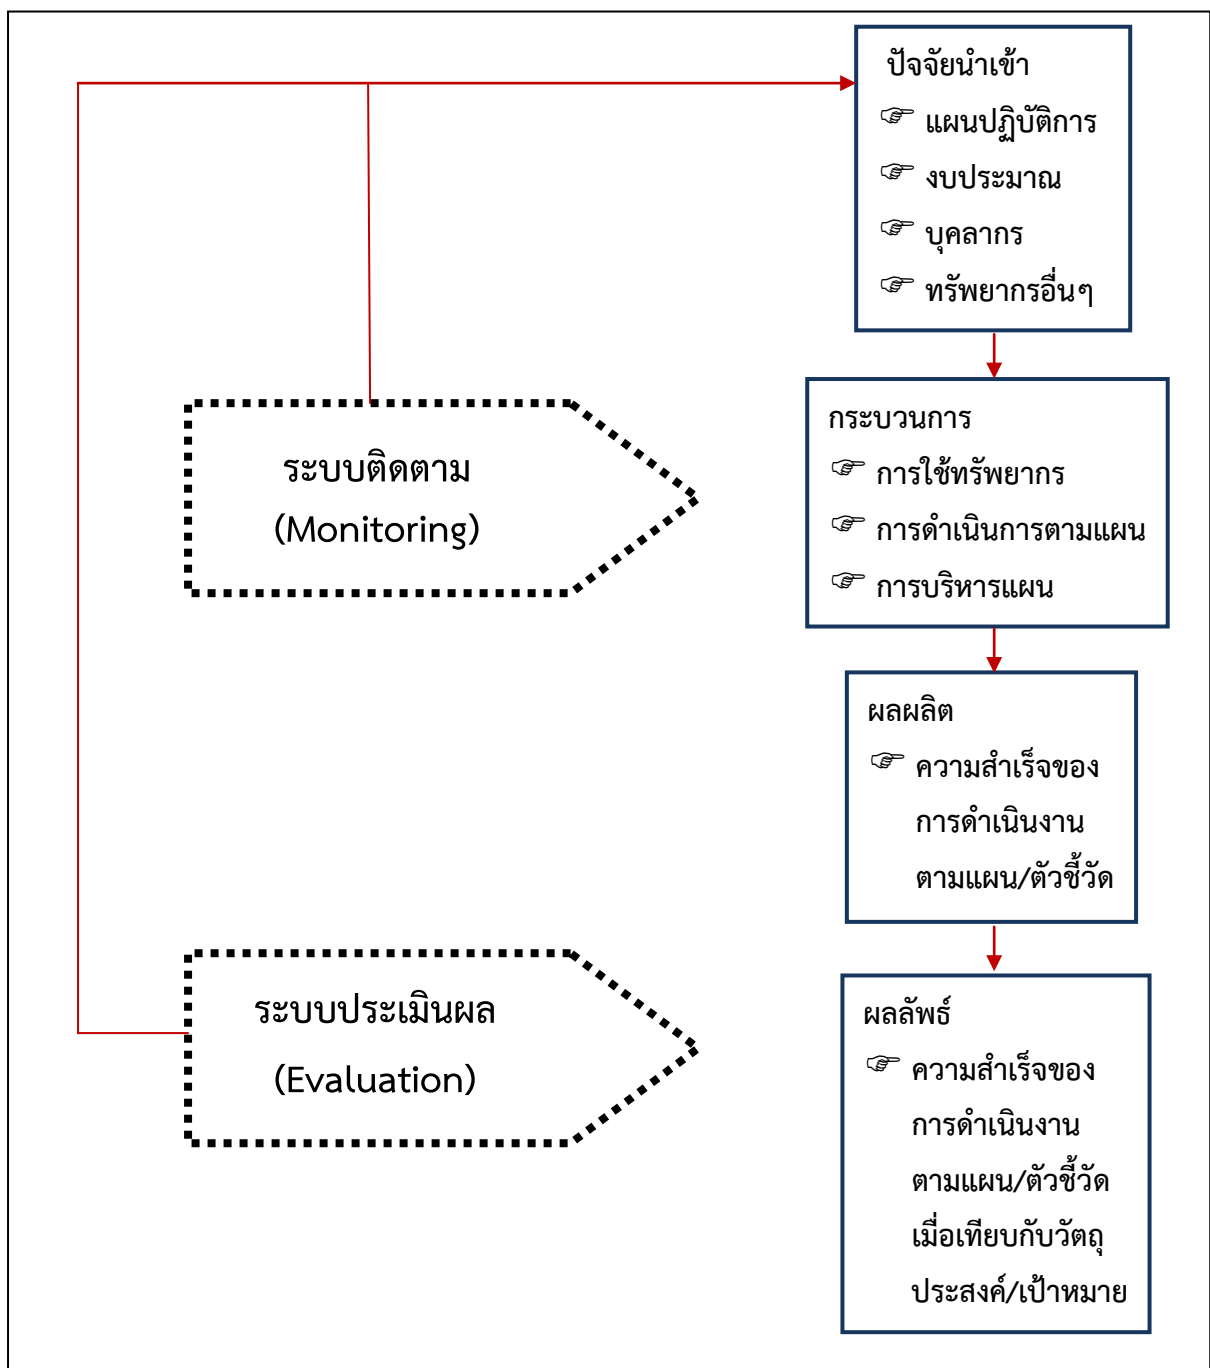 ปัจจัยนำเข้า
☞ แผนปฏิบัติการ
☞ งบประมาณ
☞ บุคลากร
☞ ทรัพยากรอื่นๆ
ระบบติดตาม
(Monitoring)
กระบวนการ
☞ การใช้ทรัพยากร
☞ การดำเนินการตามแผน
☞ การบริหารแผน
ผลผลิต
☞ ความสำเร็จของ
การดำเนินงาน
ตามแผน/ตัวชี้วัด
ระบบประเมินผล
(Evaluation)
ผลลัพธ์
☞ ความสำเร็จของ
การดำเนินงาน
ตามแผน/ตัวชี้วัด
เมื่อเทียบกับวัตถุ
ประสงค์/เป้าหมาย